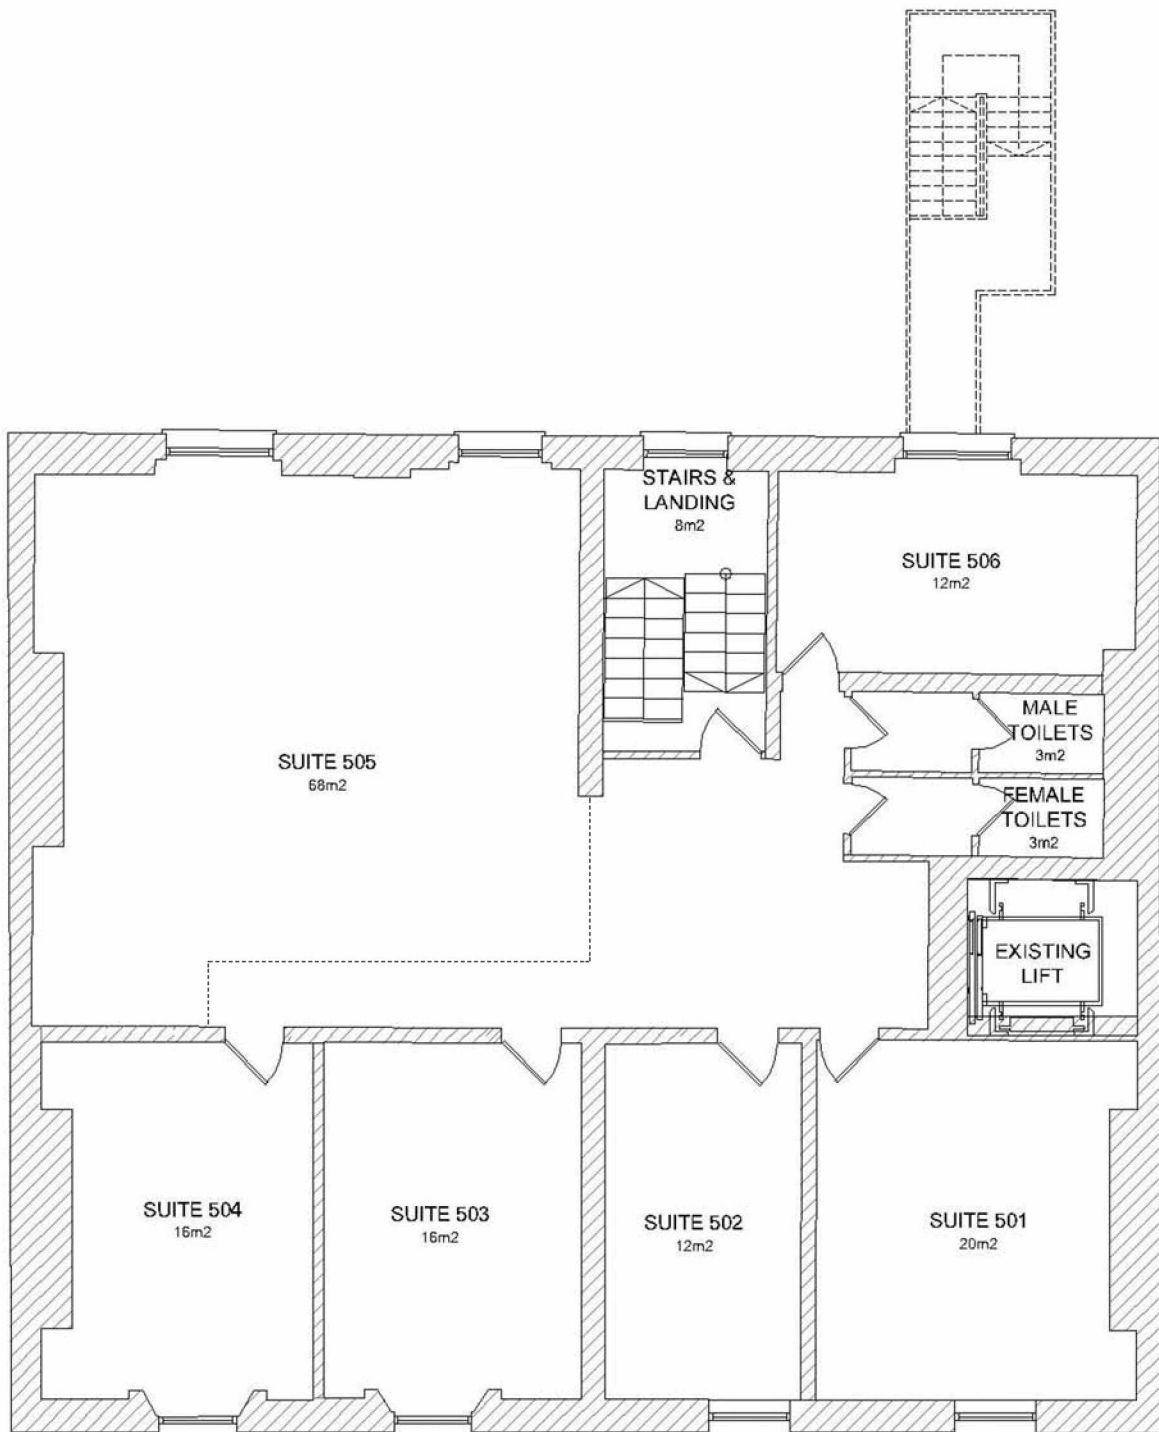 STAIRS &
LANDING
8m2
SUITE 506
12m2
MALE
TOILETS
3m2
SUITE 505
68m2
FEMALE
TOILETS
3m2
EXISTING
LIFT
SUITE 504
16m2
SUITE 503
16m2
SUITE 502
12m2
SUITE 501
20m2